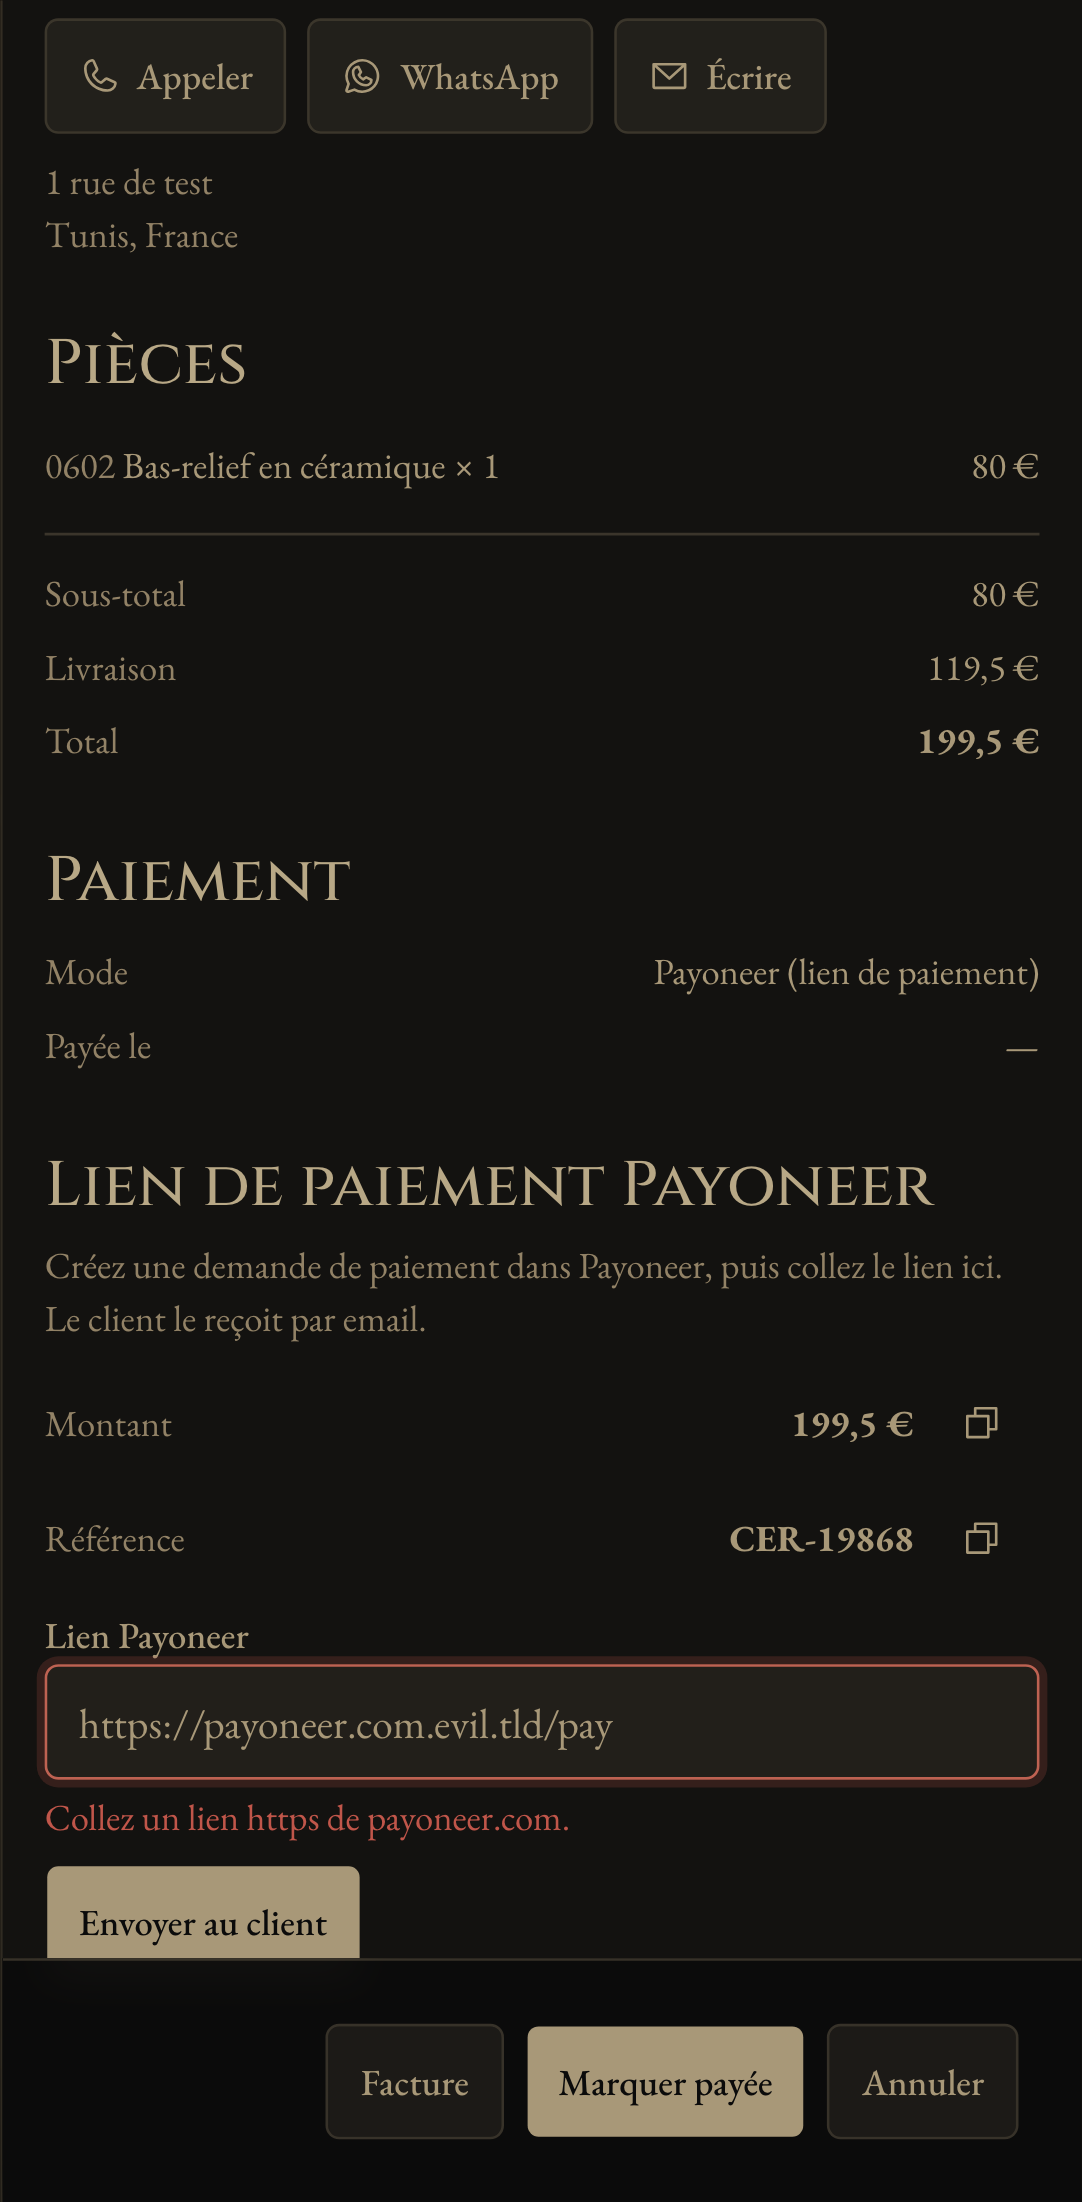 Appeler
WhatsApp
Écrire
1 rue de test
Tunis, France
Pièces
0602 Bas-relief en céramique × 1 80 €
Sous-total 80 €
Livraison 119,5 €
Total 199,5 €
Paiement
Mode Payoneer (lien de paiement)
Payée le —
Lien de paiement Payoneer
Créez une demande de paiement dans Payoneer, puis collez le lien ici.
Le client le reçoit par email.
Montant 199,5 €
Référence CER-19868
Lien Payoneer
https://payoneer.com.evil.tld/pay
Collez un lien https de payoneer.com.
Envoyer au client
Facture
Marquer payée
Annuler